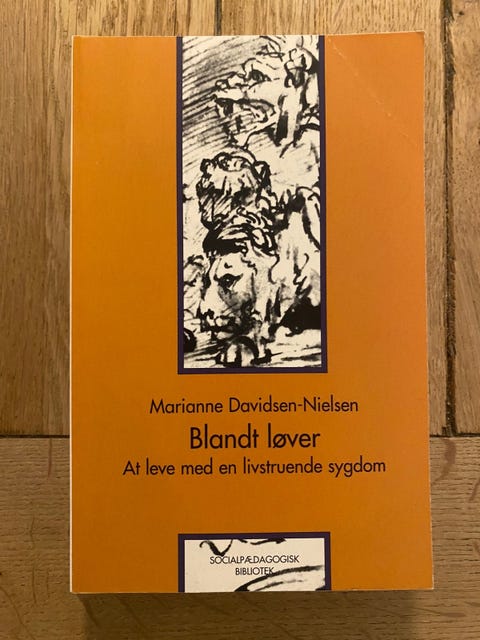 Marianne Davidsen-Nielsen
Blandt løver
At leve med en livstruende sygdom
SOCIALPÆDAGOGISK
BIBLIOTEK